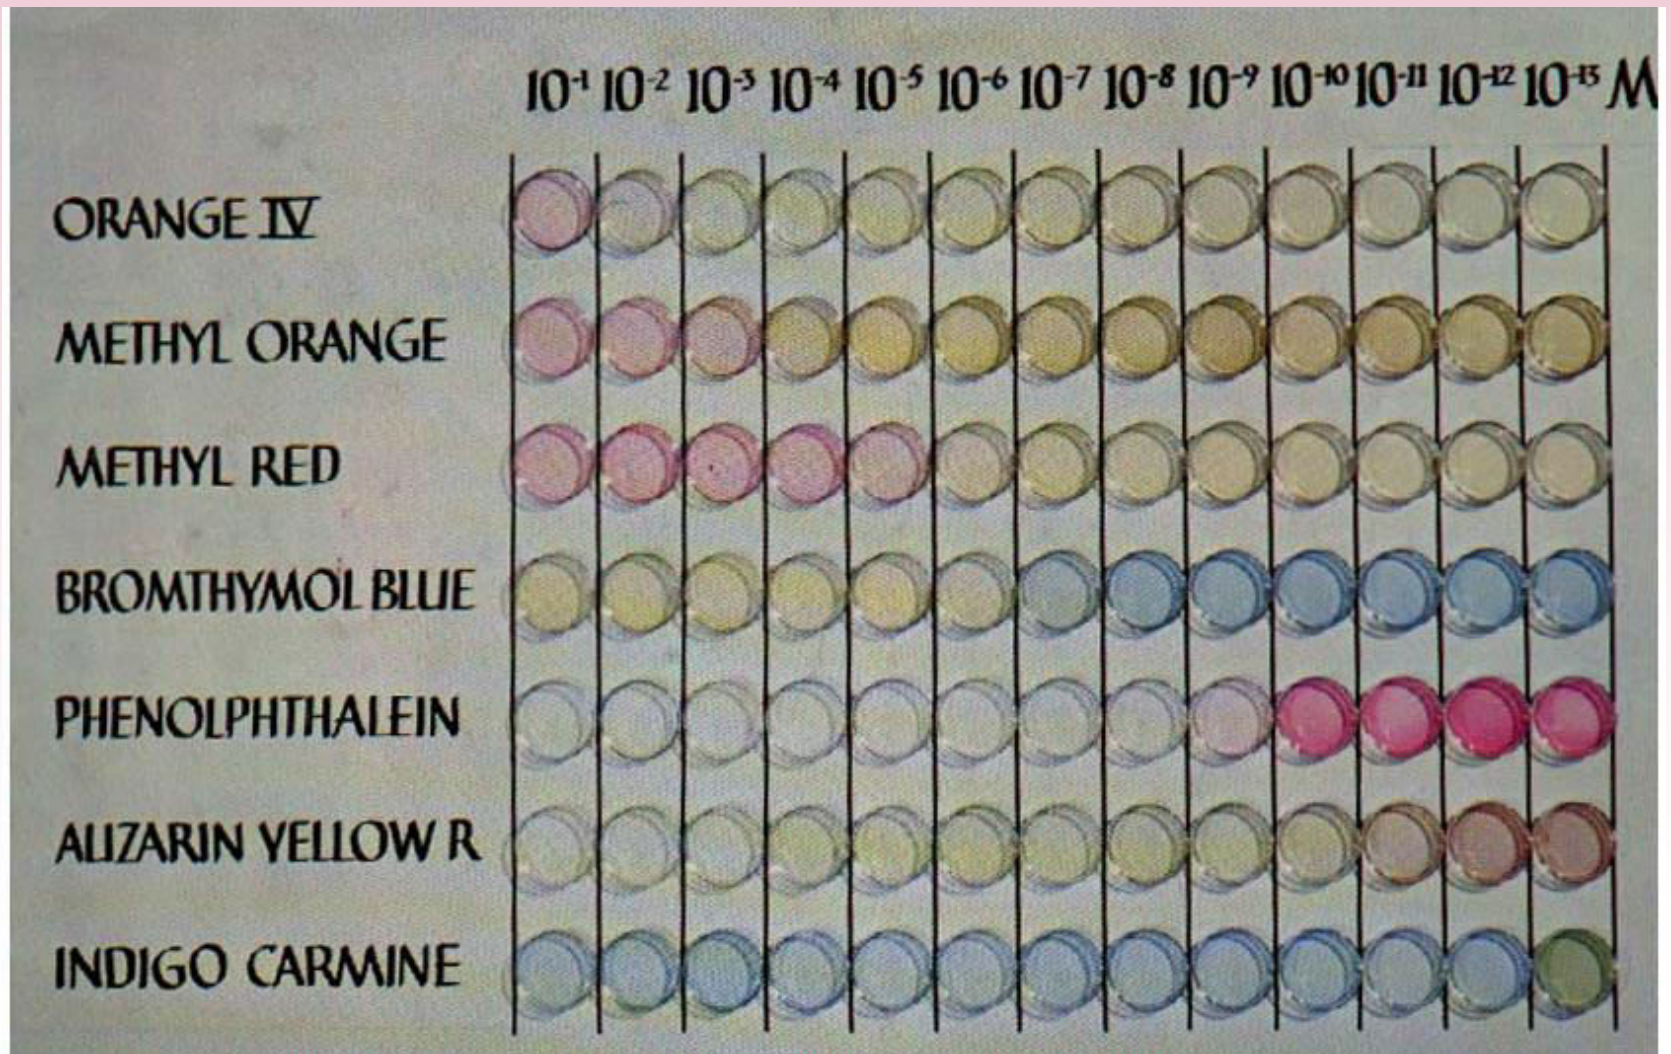 10⁻¹ 10⁻² 10⁻³ 10⁻⁴ 10⁻⁵ 10⁻⁶ 10⁻⁷ 10⁻⁸ 10⁻⁹ 10⁻¹⁰ 10⁻¹¹ 10⁻¹² 10⁻¹³ M
ORANGE IV
METHYL ORANGE
METHYL RED
BROMTHYMOL BLUE
PHENOLPHTHALEIN
ALIZARIN YELLOW R
INDIGO CARMINE